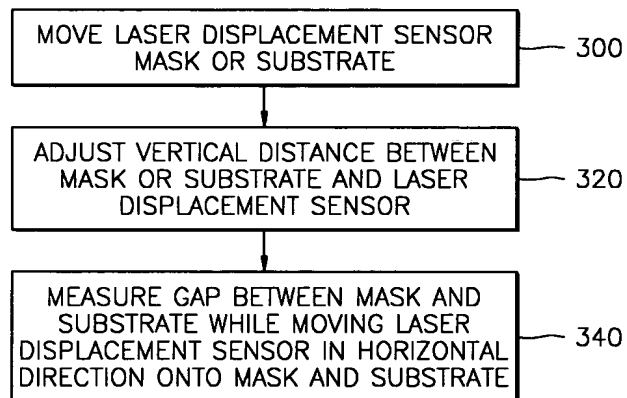 MOVE LASER DISPLACEMENT SENSOR
MASK OR SUBSTRATE
300
ADJUST VERTICAL DISTANCE BETWEEN
MASK OR SUBSTRATE AND LASER
DISPLACEMENT SENSOR
320
MEASURE GAP BETWEEN MASK AND
SUBSTRATE WHILE MOVING LASER
DISPLACEMENT SENSOR IN HORIZONTAL
DIRECTION ONTO MASK AND SUBSTRATE
340